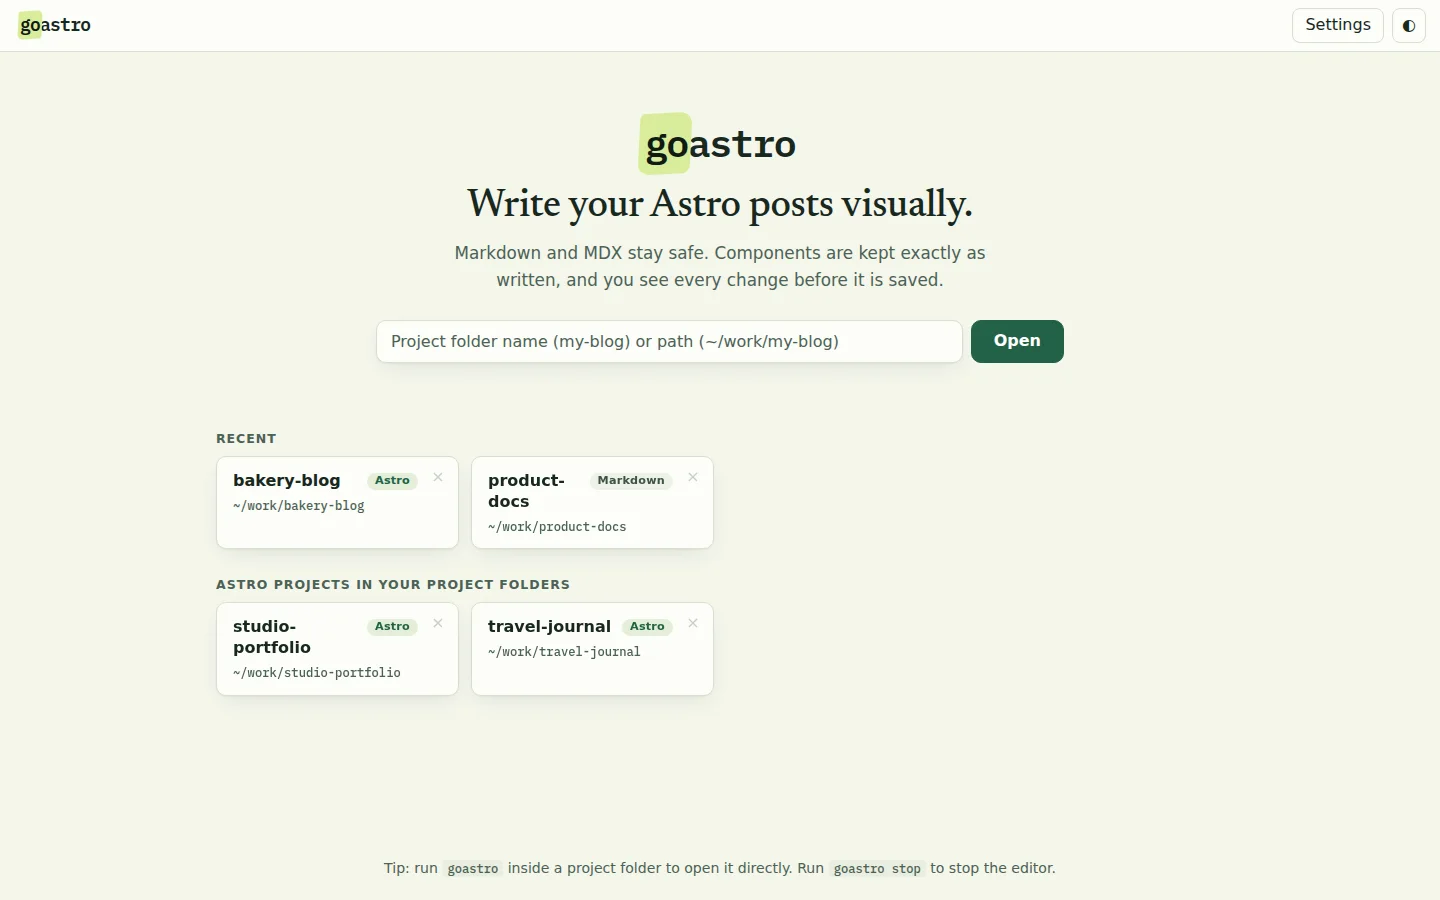 goastro
Settings
goastro
Write your Astro posts visually.
Markdown and MDX stay safe. Components are kept exactly as
written, and you see every change before it is saved.
Project folder name (my-blog) or path (~/work/my-blog)
Open
RECENT
bakery-blog Astro ×
~/work/bakery-blog
product-
docs
Markdown ×
~/work/product-docs
ASTRO PROJECTS IN YOUR PROJECT FOLDERS
studio-
portfolio
Astro ×
~/work/studio-portfolio
travel-journal Astro ×
~/work/travel-journal
Tip: run goastro inside a project folder to open it directly. Run goastro stop to stop the editor.